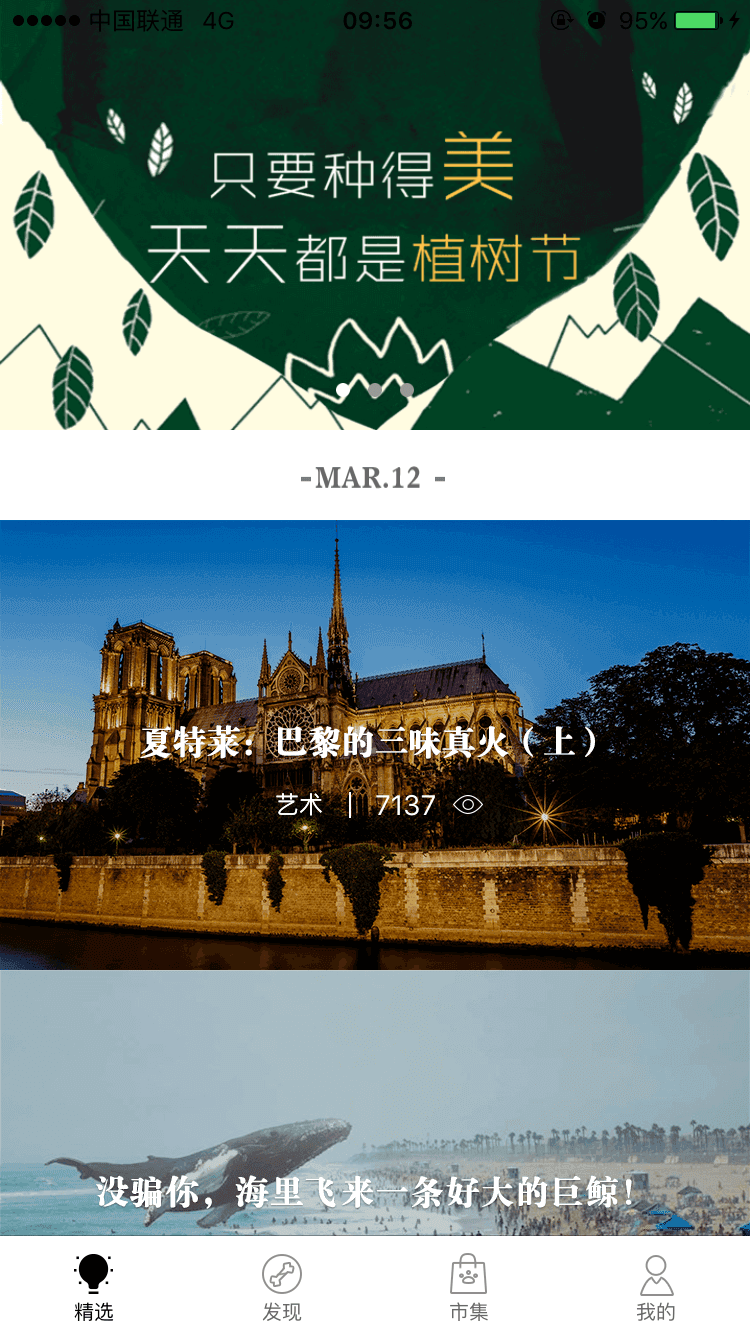 中国联通 4G 09:56 95%
只要种得美
天天都是植树节
-MAR.12 -
夏特莱：巴黎的三味真火（上）
艺术 | 7137
没骗你，海里飞来一条好大的巨鲸！
精选 发现 市集 我的